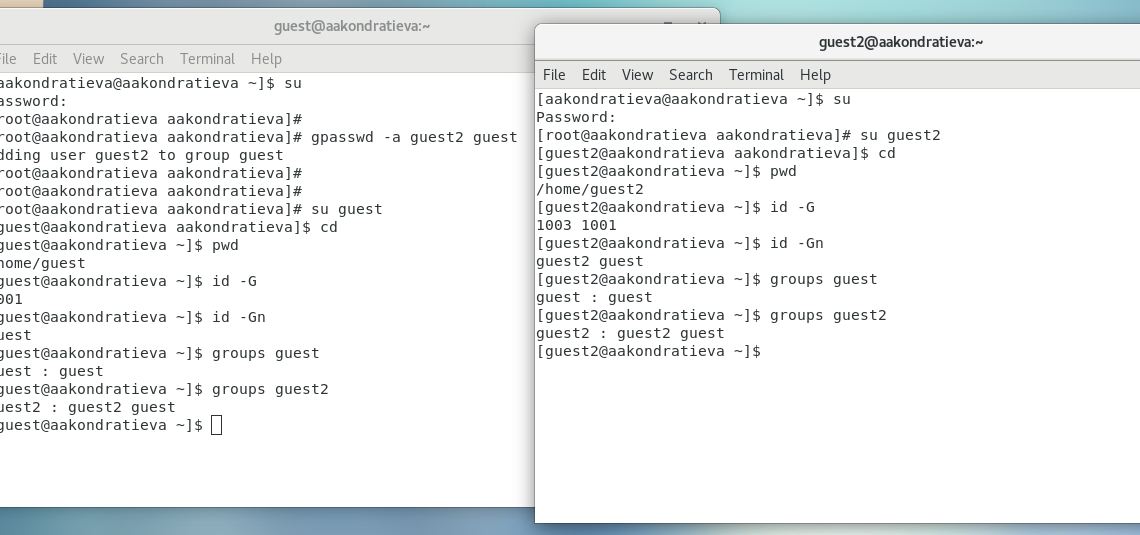 guest@aakondratieva:~
File Edit View Search Terminal Help
aakondratieva@aakondratieva ~]$ su
assword:
root@aakondratieva aakondratieva]#
root@aakondratieva aakondratieva]# gpasswd -a guest2 guest
dding user guest2 to group guest
root@aakondratieva aakondratieva]#
root@aakondratieva aakondratieva]#
root@aakondratieva aakondratieva]# su guest
guest@aakondratieva aakondratieva]$ cd
guest@aakondratieva ~]$ pwd
home/guest
guest@aakondratieva ~]$ id -G
001
guest@aakondratieva ~]$ id -Gn
uest
guest@aakondratieva ~]$ groups guest
uest : guest
guest@aakondratieva ~]$ groups guest2
uest2 : guest2 guest
guest@aakondratieva ~]$
guest2@aakondratieva:~
File Edit View Search Terminal Help
[aakondratieva@aakondratieva ~]$ su
Password:
[root@aakondratieva aakondratieva]# su guest2
[guest2@aakondratieva aakondratieva]$ cd
[guest2@aakondratieva ~]$ pwd
/home/guest2
[guest2@aakondratieva ~]$ id -G
1003 1001
[guest2@aakondratieva ~]$ id -Gn
guest2 guest
[guest2@aakondratieva ~]$ groups guest
guest : guest
[guest2@aakondratieva ~]$ groups guest2
guest2 : guest2 guest
[guest2@aakondratieva ~]$